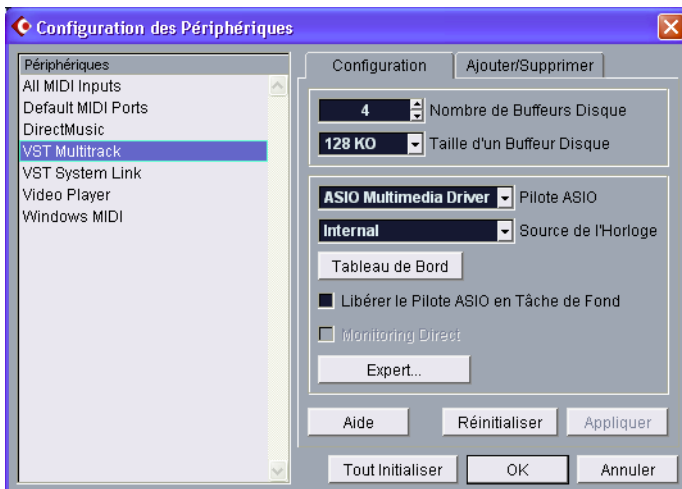 Configuration des Périphériques
Périphériques
All MIDI Inputs
Default MIDI Ports
DirectMusic
VST Multitrack
VST System Link
Video Player
Windows MIDI
Configuration
Ajouter/Supprimer
4 Nombre de Buffeurs Disque
128 KO Taille d'un Buffeur Disque
ASIO Multimedia Driver Pilote ASIO
Internal Source de l'Horloge
Tableau de Bord
Libérer le Pilote ASIO en Tâche de Fond
Monitoring Direct
Expert...
Aide Réinitialiser Appliquer
Tout Initialiser OK Annuler